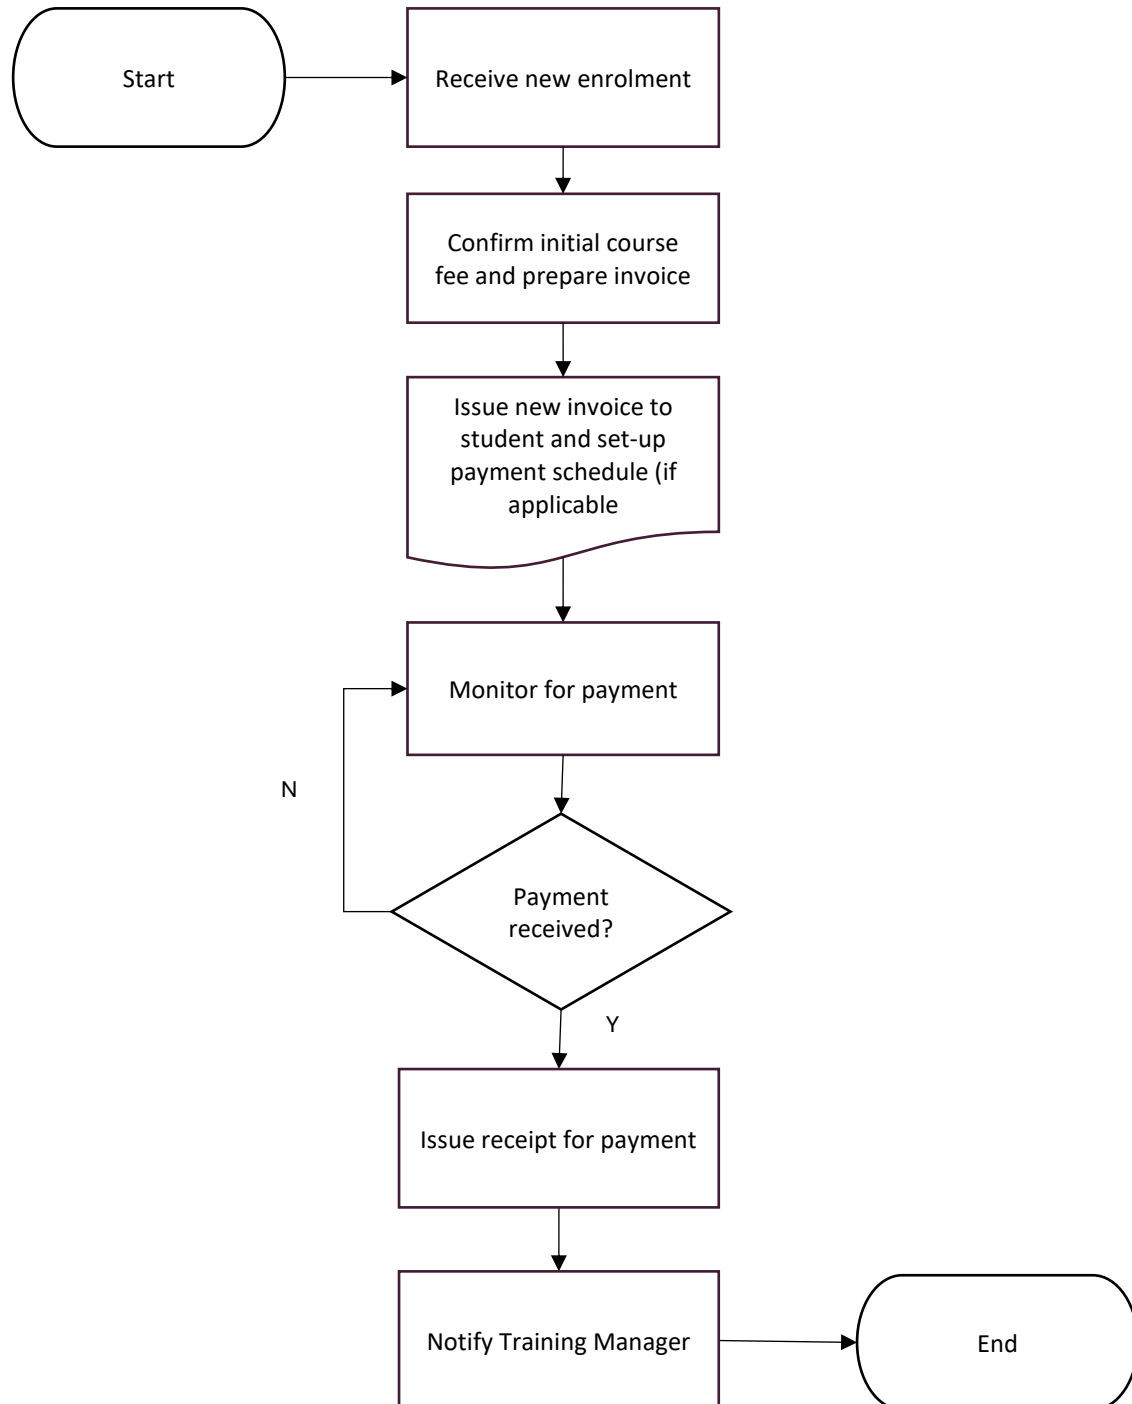 Start
Receive new enrolment
Confirm initial course
fee and prepare invoice
Issue new invoice to
student and set-up
payment schedule (if
applicable
Monitor for payment
N
Payment
received?
Y
Issue receipt for payment
Notify Training Manager
End